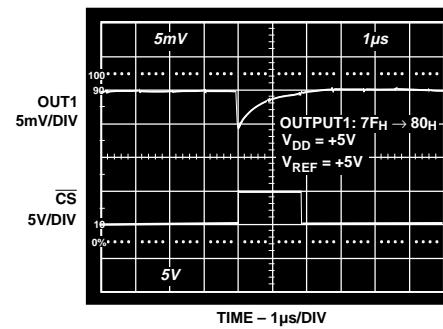 5mV 1µs
100
90
OUT1
5mV/DIV
OUTPUT1: 7FH → 80H
VDD = +5V
VREF = +5V
CS
5V/DIV
10
0%
5V
TIME – 1µs/DIV